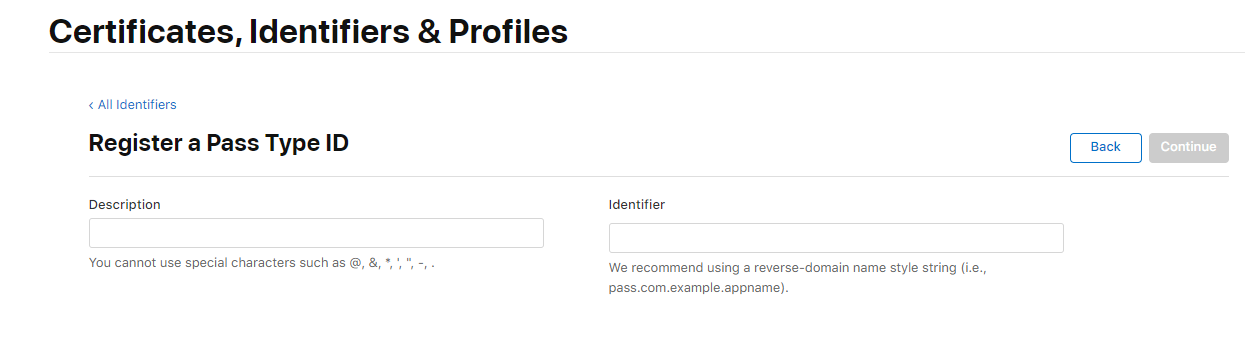 Certificates, Identifiers & Profiles
‹ All Identifiers
Register a Pass Type ID
Back
Continue
Description
Identifier
You cannot use special characters such as @, &, *, ', ", -, .
We recommend using a reverse-domain name style string (i.e.,
pass.com.example.appname).